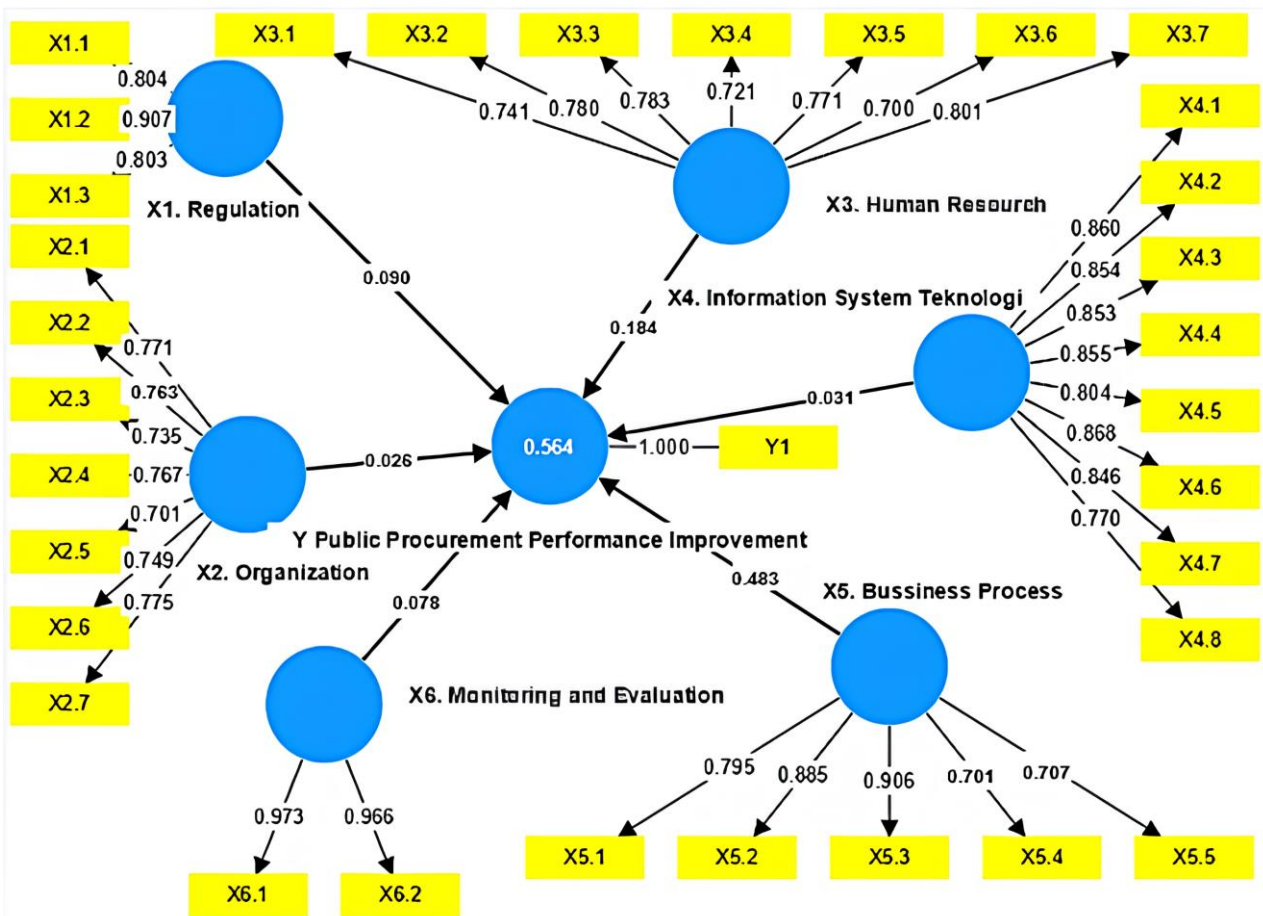 X1.1
X1.2
X1.3
0.804
0.907
0.803
X1. Regulation
X3.1
X3.2
X3.3
X3.4
X3.5
X3.6
X3.7
0.741
0.780
0.783
0.721
0.771
0.700
0.801
X3. Human Resourch
X4.1
X4.2
X4.3
X4.4
X4.5
X4.6
X4.7
X4.8
0.860
0.854
0.853
0.855
0.804
0.868
0.846
0.770
X4. Information System Teknologi
X2.1
X2.2
X2.3
X2.4
X2.5
X2.6
X2.7
0.771
0.763
0.735
0.767
0.701
0.749
0.775
X2. Organization
0.090
0.184
0.031
0.026
0.078
0.483
0.564
1.000
Y1
Y Public Procurement Performance Improvement
X6. Monitoring and Evaluation
0.973
0.966
X6.1
X6.2
X5. Bussiness Process
0.795
0.885
0.906
0.701
0.707
X5.1
X5.2
X5.3
X5.4
X5.5